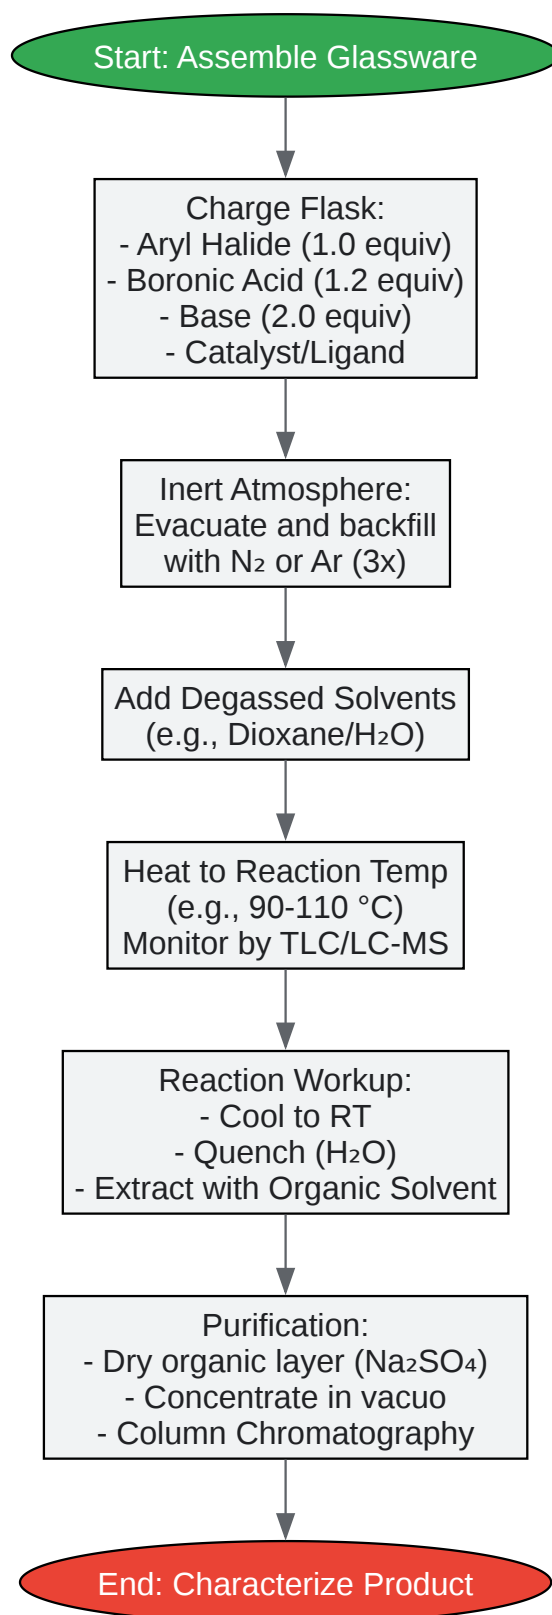 Start: Assemble Glassware
Charge Flask:
- Aryl Halide (1.0 equiv)
- Boronic Acid (1.2 equiv)
- Base (2.0 equiv)
- Catalyst/Ligand
Inert Atmosphere:
Evacuate and backfill
with N₂ or Ar (3x)
Add Degassed Solvents
(e.g., Dioxane/H₂O)
Heat to Reaction Temp
(e.g., 90-110 °C)
Monitor by TLC/LC-MS
Reaction Workup:
- Cool to RT
- Quench (H₂O)
- Extract with Organic Solvent
Purification:
- Dry organic layer (Na₂SO₄)
- Concentrate in vacuo
- Column Chromatography
End: Characterize Product